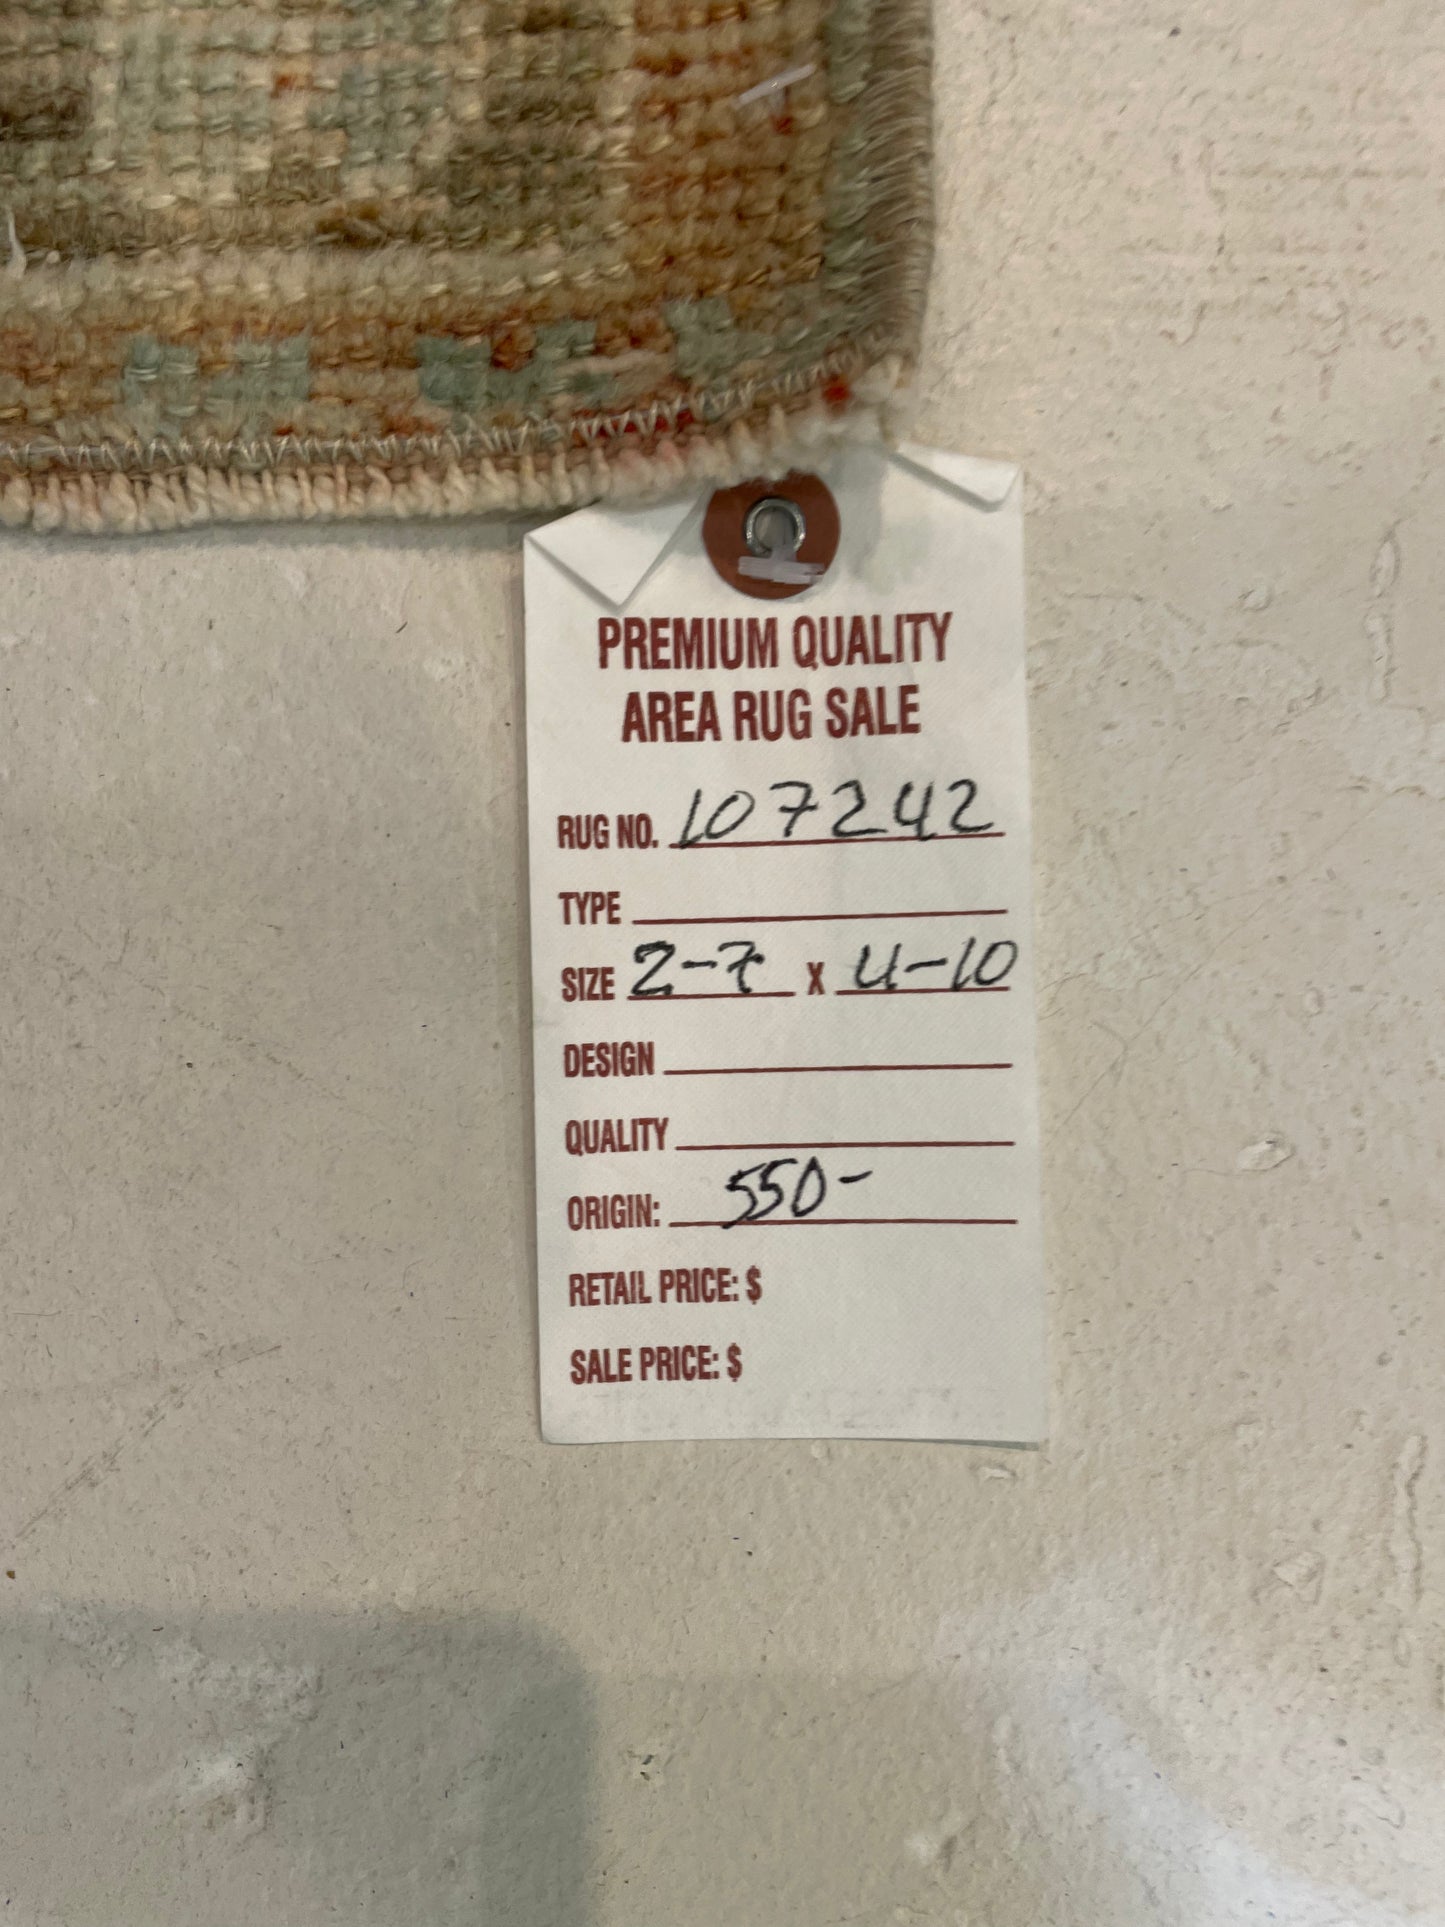 PREMIUM QUALITY
AREA RUG SALE
RUG NO. 107242
TYPE
SIZE 2-7 X 4-10
DESIGN
QUALITY
ORIGIN: 550-
RETAIL PRICE: $
SALE PRICE: $